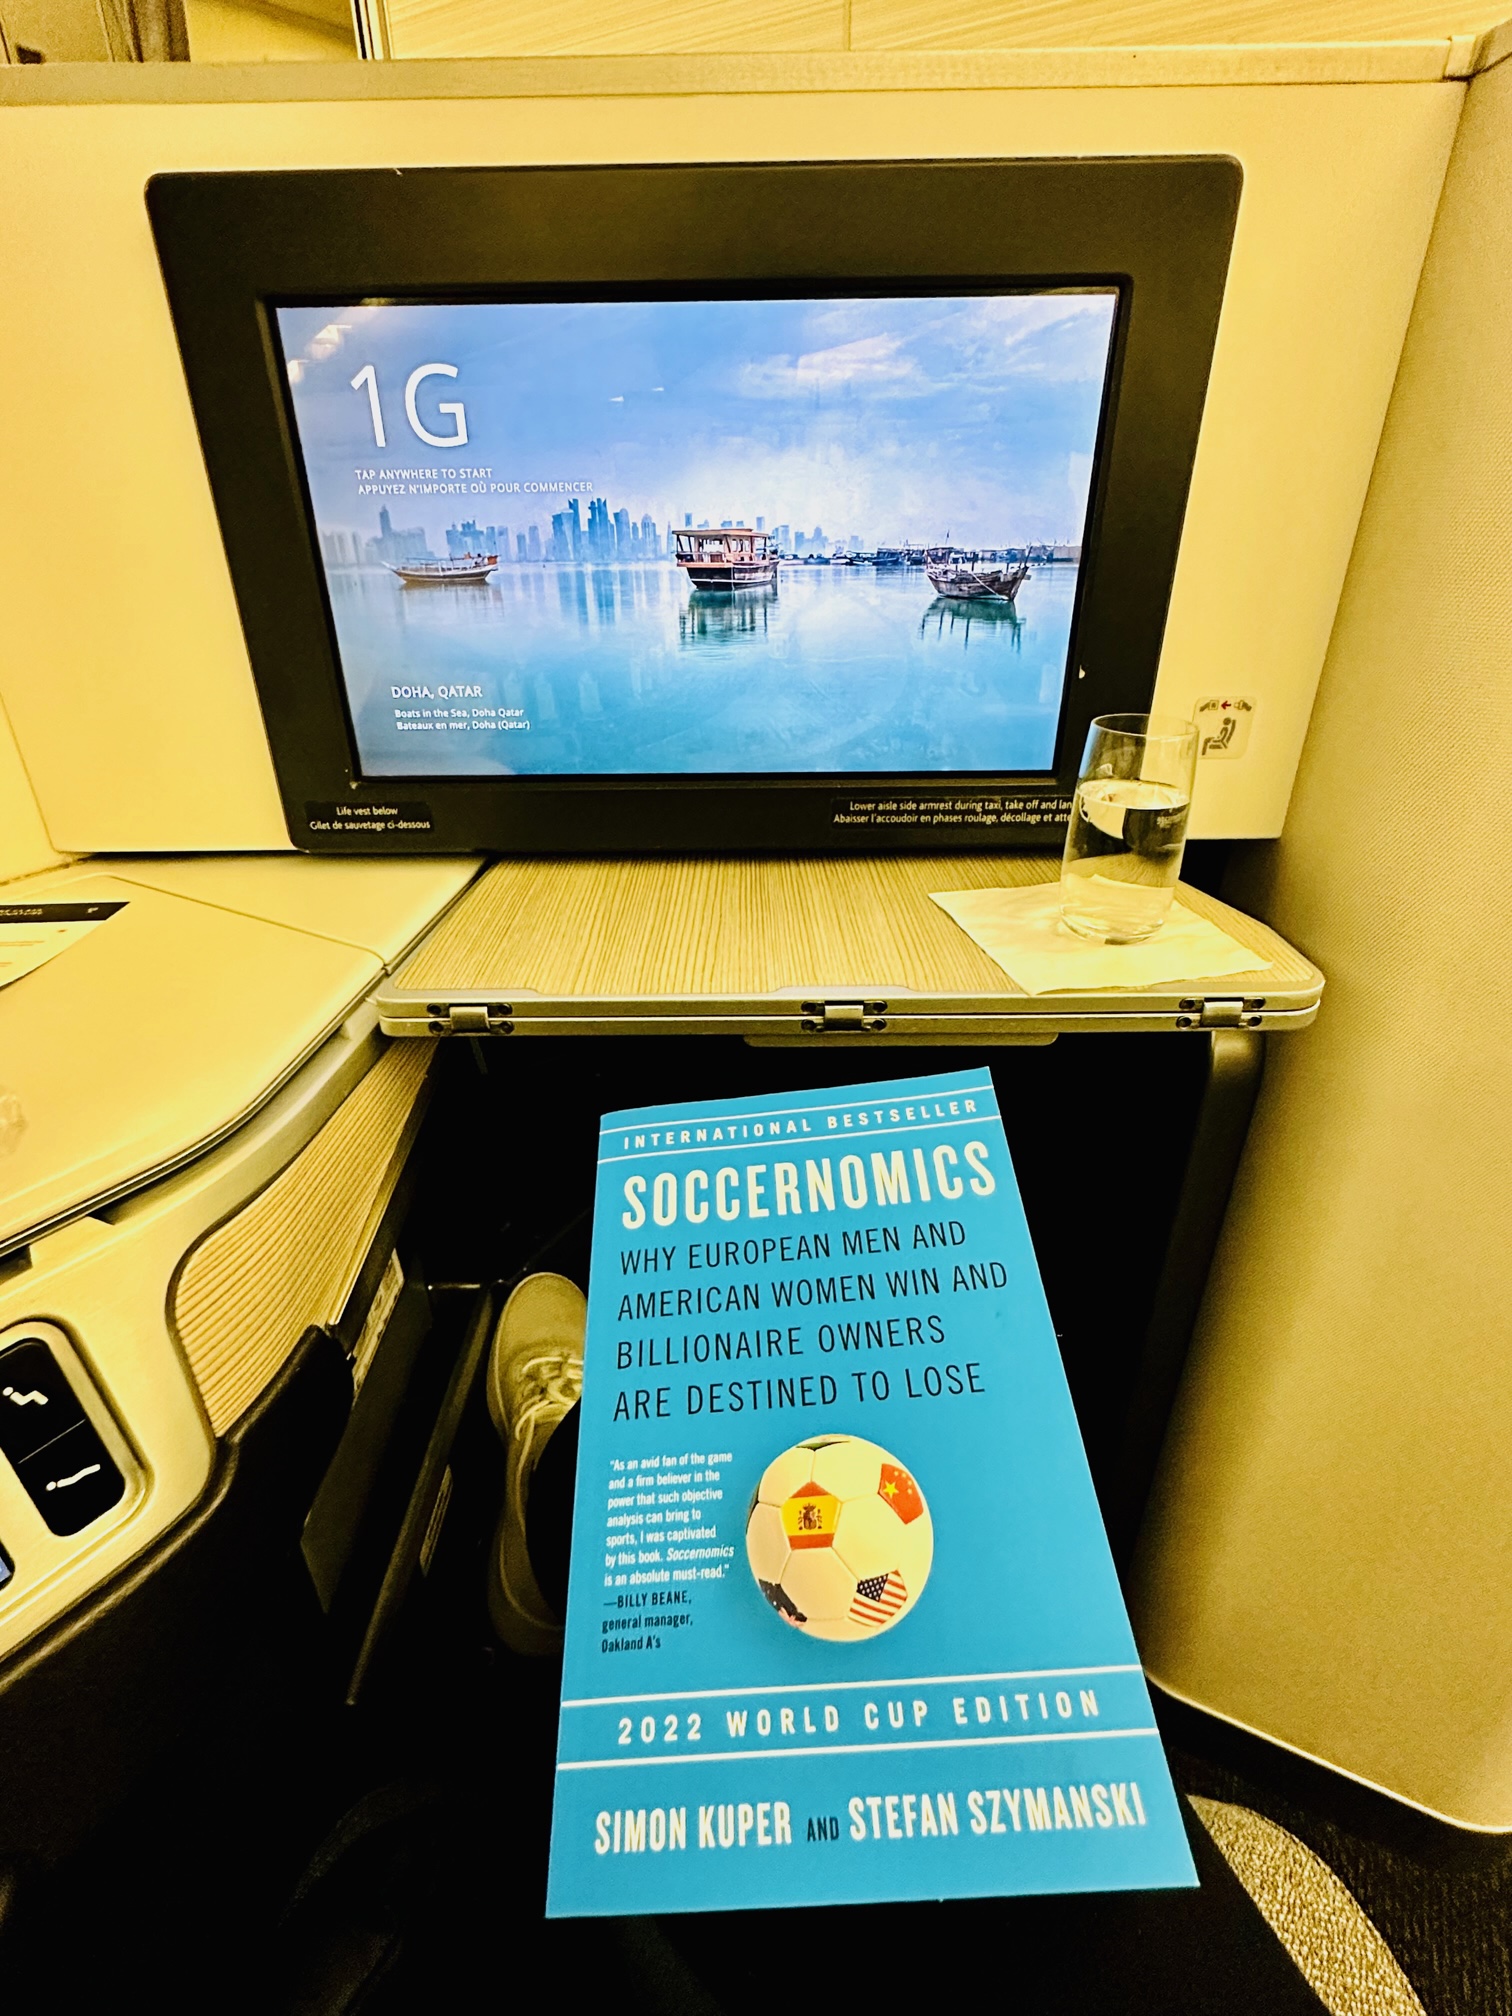 1G
TAP ANYWHERE TO START
APPUYEZ N'IMPORTE OÙ POUR COMMENCER
DOHA, QATAR
Boats in the Sea, Doha Qatar
Bateaux en mer, Doha (Qatar)
Life vest below
Gilet de sauvetage ci-dessous
Lower aisle side armrest during taxi, take off and
Abaisser l'accoudoir en phases roulage, décollage et
INTERNATIONAL BESTSELLER
SOCCERNOMICS
WHY EUROPEAN MEN AND
AMERICAN WOMEN WIN AND
BILLIONAIRE OWNERS
ARE DESTINED TO LOSE
"As an avid fan of the game
and a firm believer in the
power that such objective
analysis can bring to
sports, I was captivated
by this book. Soccernomics
is an absolute must-read."
—BILLY BEANE,
general manager,
Oakland A's
2022 WORLD CUP EDITION
SIMON KUPER AND STEFAN SZYMANSKI